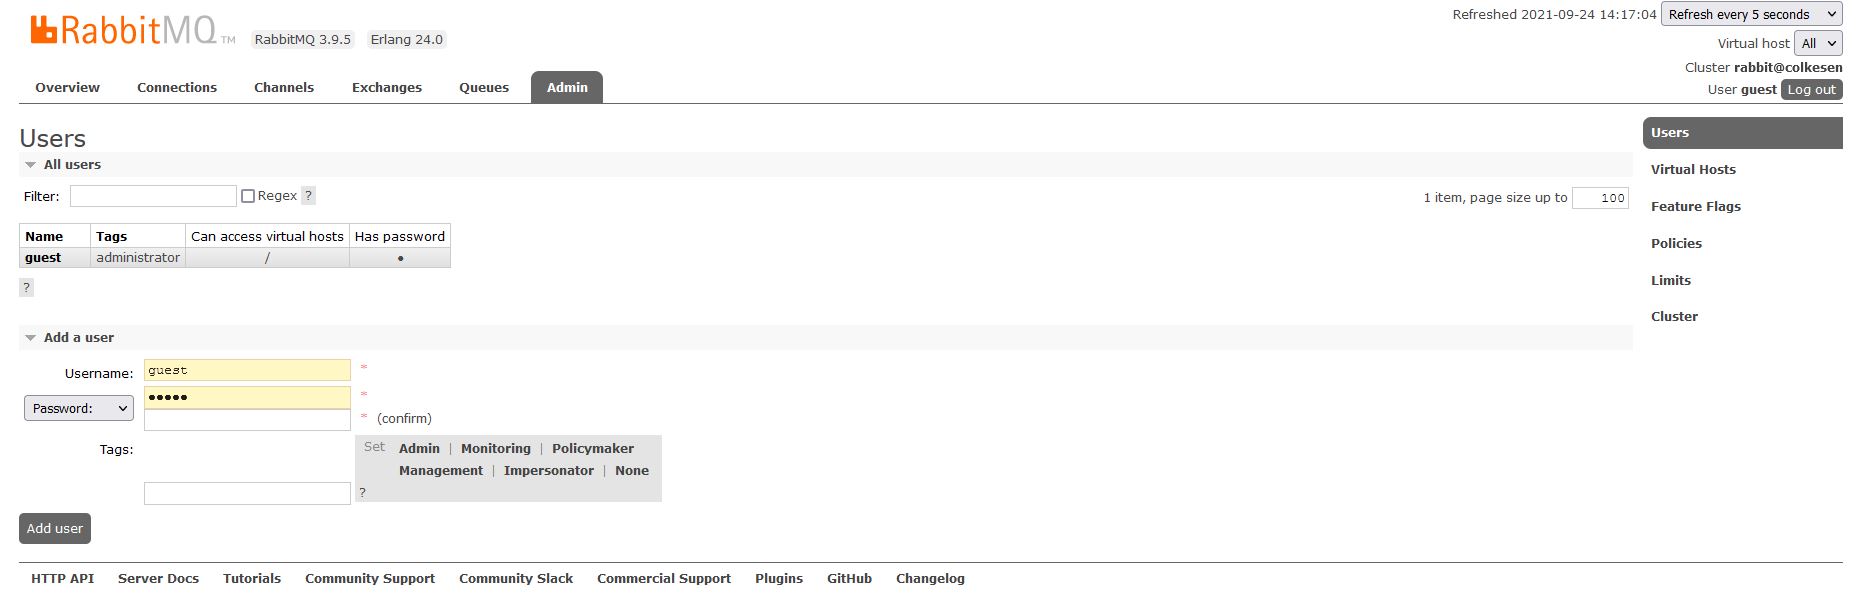 RabbitMQ TM RabbitMQ 3.9.5 Erlang 24.0
Refreshed 2021-09-24 14:17:04 Refresh every 5 seconds
Virtual host All
Cluster rabbit@colkesen
User guest Log out
Overview Connections Channels Exchanges Queues Admin
Users
All users
Filter: Regex ? 1 item, page size up to 100
Name Tags Can access virtual hosts Has password
guest administrator / ●
?
Add a user
Username: guest *
Password: ●●●●● *
* (confirm)
Tags: Set Admin | Monitoring | Policymaker
Management | Impersonator | None
?
Add user
Users
Virtual Hosts
Feature Flags
Policies
Limits
Cluster
HTTP API Server Docs Tutorials Community Support Community Slack Commercial Support Plugins GitHub Changelog